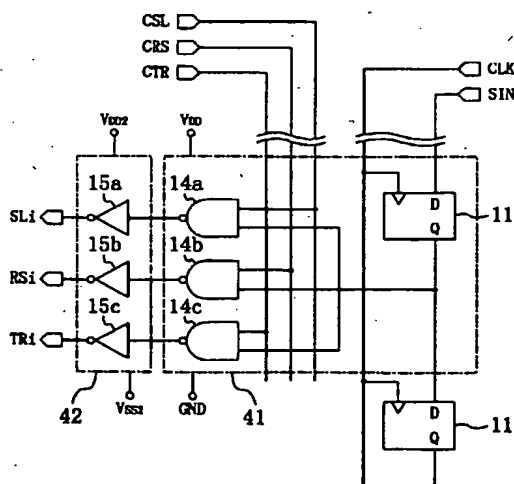 CSL
CRS
CTR
CLK
SIN
VDD2
VDD
15a
14a
SLi
D
Q
11
15b
14b
RSi
15c
14c
TRi
42
VSS2
GND
41
D
Q
11